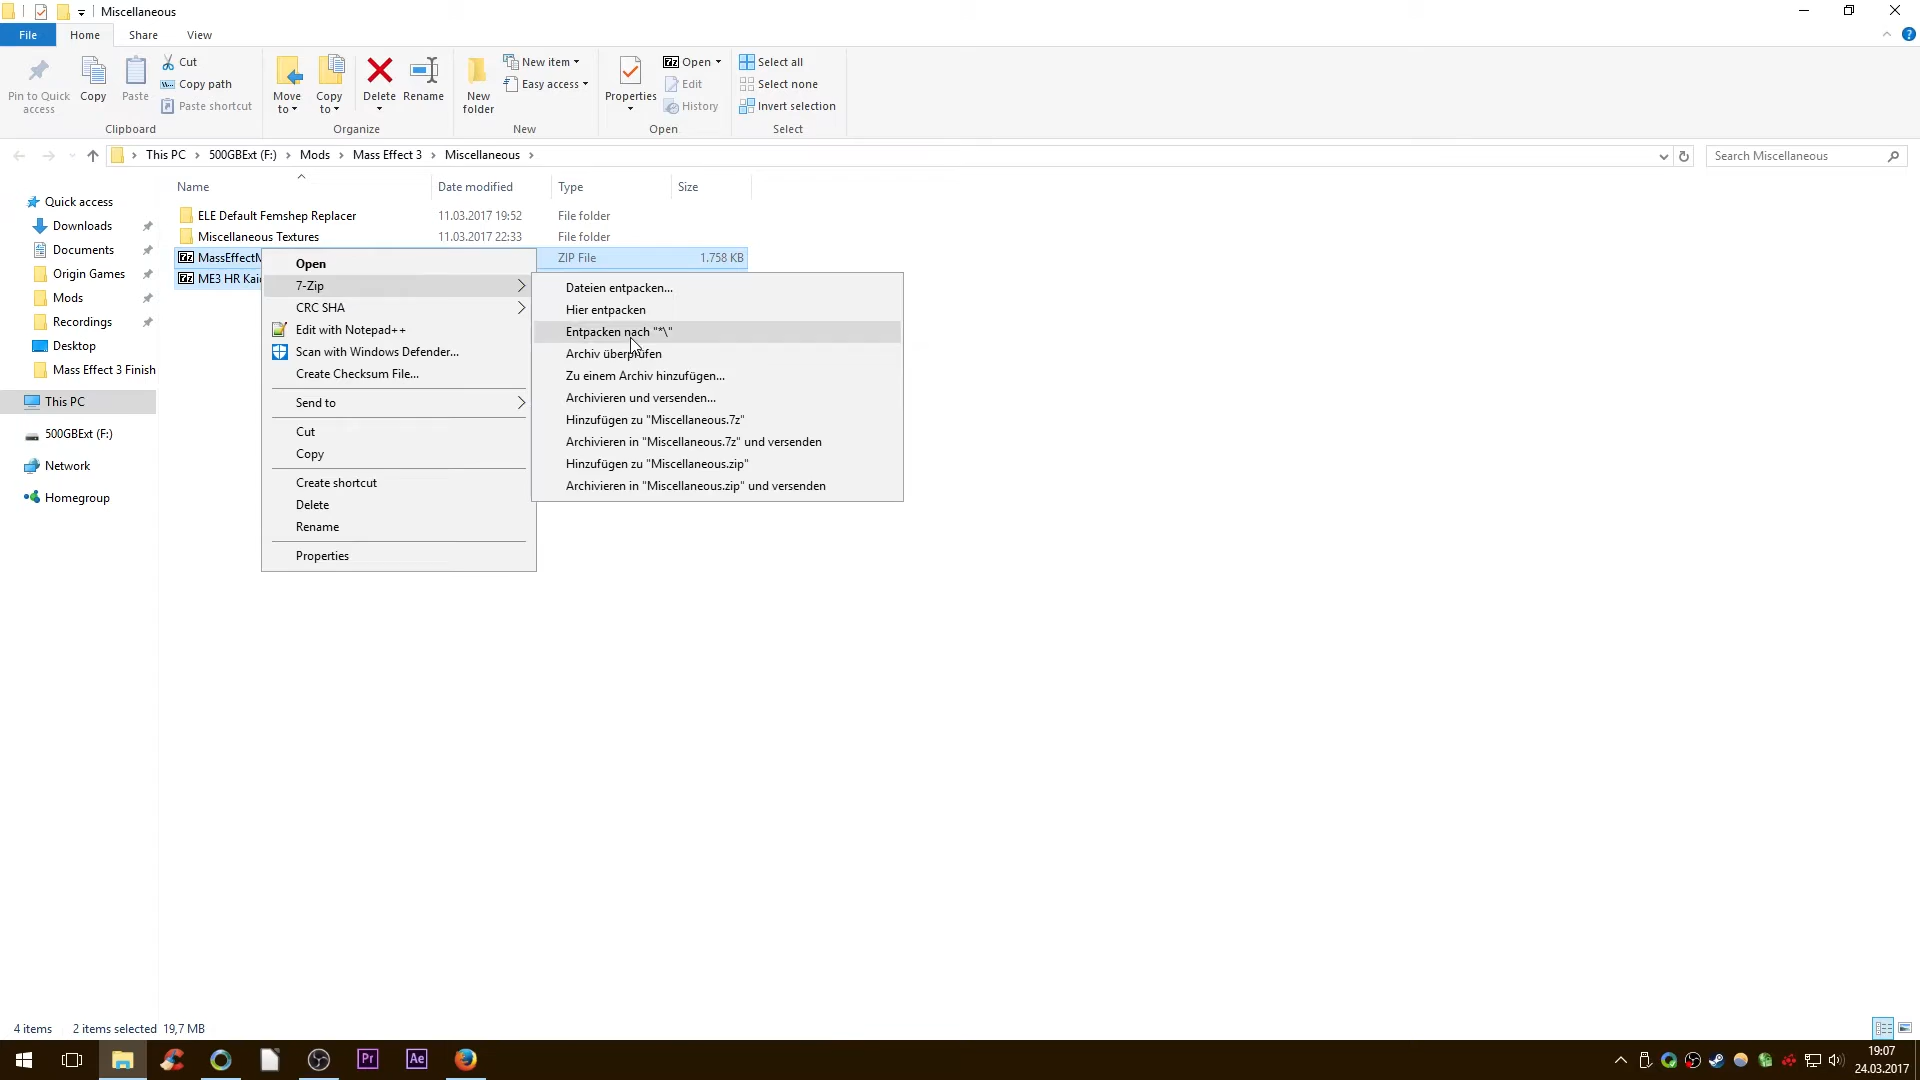 Miscellaneous
File Home Share View
Pin to Quick access
Copy
Paste
Cut
Copy path
Paste shortcut
Clipboard
Move to
Copy to
Delete
Rename
Organize
New folder
New item
Easy access
New
Properties
Open
Edit
History
Open
Select all
Select none
Invert selection
Select
This PC > 500GBExt (F:) > Mods > Mass Effect 3 > Miscellaneous >
Search Miscellaneous
Name Date modified Type Size
Quick access
Downloads
Documents
Origin Games
Mods
Recordings
Desktop
Mass Effect 3 Finish
This PC
500GBExt (F:)
Network
Homegroup
ELE Default Femshep Replacer 11.03.2017 19:52 File folder
Miscellaneous Textures 11.03.2017 22:33 File folder
MassEffectM ZIP File 1.758 KB
ME3 HR Kaid
Open
7-Zip
CRC SHA
Edit with Notepad++
Scan with Windows Defender...
Create Checksum File...
Send to
Cut
Copy
Create shortcut
Delete
Rename
Properties
Dateien entpacken...
Hier entpacken
Entpacken nach "*\"
Archiv überprüfen
Zu einem Archiv hinzufügen...
Archivieren und versenden...
Hinzufügen zu "Miscellaneous.7z"
Archivieren in "Miscellaneous.7z" und versenden
Hinzufügen zu "Miscellaneous.zip"
Archivieren in "Miscellaneous.zip" und versenden
4 items 2 items selected 19,7 MB
Pr Ae
19:07
24.03.2017